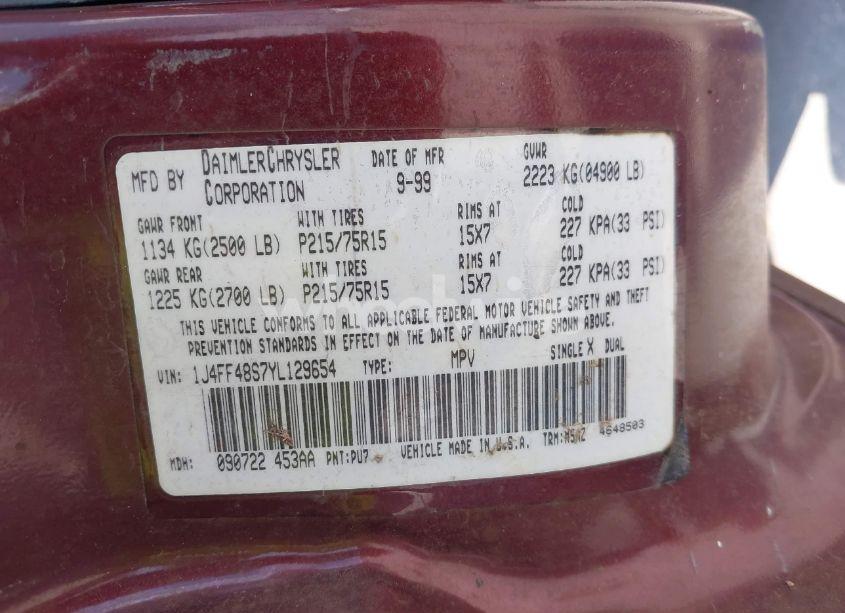 MFD BY DAIMLERCHRYSLER CORPORATION DATE OF MFR 9-99 GVWR 2223 KG(04900 LB)
GAWR FRONT WITH TIRES RIMS AT COLD
1134 KG(2500 LB) P215/75R15 15X7 227 KPA(33 PSI)
GAWR REAR WITH TIRES RIMS AT COLD
1225 KG(2700 LB) P215/75R15 15X7 227 KPA(33 PSI)
THIS VEHICLE CONFORMS TO ALL APPLICABLE FEDERAL MOTOR VEHICLE SAFETY AND THEFT
PREVENTION STANDARDS IN EFFECT ON THE DATE OF MANUFACTURE SHOWN ABOVE.
VIN: 1J4FF48S7YL129654 TYPE: MPV SINGLE X DUAL
MDH: 090722 453AA PNT:PU7 VEHICLE MADE IN U.S.A. 4648503